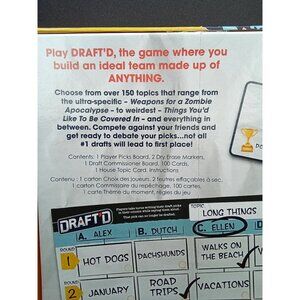 Play DRAFT'D, the game where you
build an ideal team made up of
ANYTHING.
Choose from over 150 topics that range from
the ultra-specific - Weapons for a Zombie
Apocalypse - to weirdest - Things You'd
Like To Be Covered In - and everything in
between. Compete against your friends and
get ready to debate your picks...not all
#1 drafts will lead to first place!
Contents: 1 Player Picks Board, 2 Dry Erase Markers,
1 Draft Commissioner Board, 100 Cards,
1 House Topic Card, Instructions
Contenu : 1 carton Choix des joueurs, 2 feutres effaçables à sec,
1 carton Commissaire du repêchage, 100 cartes,
1 carte Thème du moment, règles du jeu
DRAFT'D
TOPIC:
LONG THINGS
A. ALEX
B. DUTCH
C. ELLEN
ROUND
1
HOT DOGS
DACHSHUNDS
WALKS ON
THE BEACH
ROUND
2
JANUARY
ROAD
TRIPS
VACATIONS